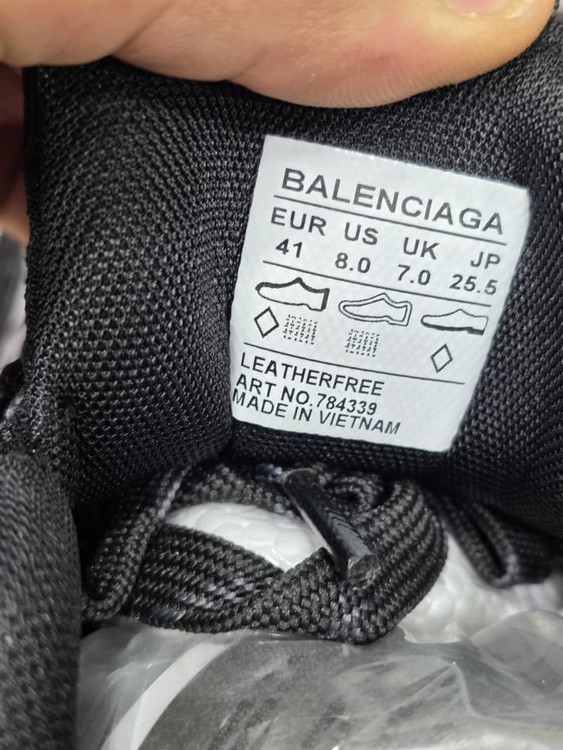 BALENCIAGA
EUR US UK JP
41 8.0 7.0 25.5
LEATHERFREE
ART NO.784339
MADE IN VIETNAM